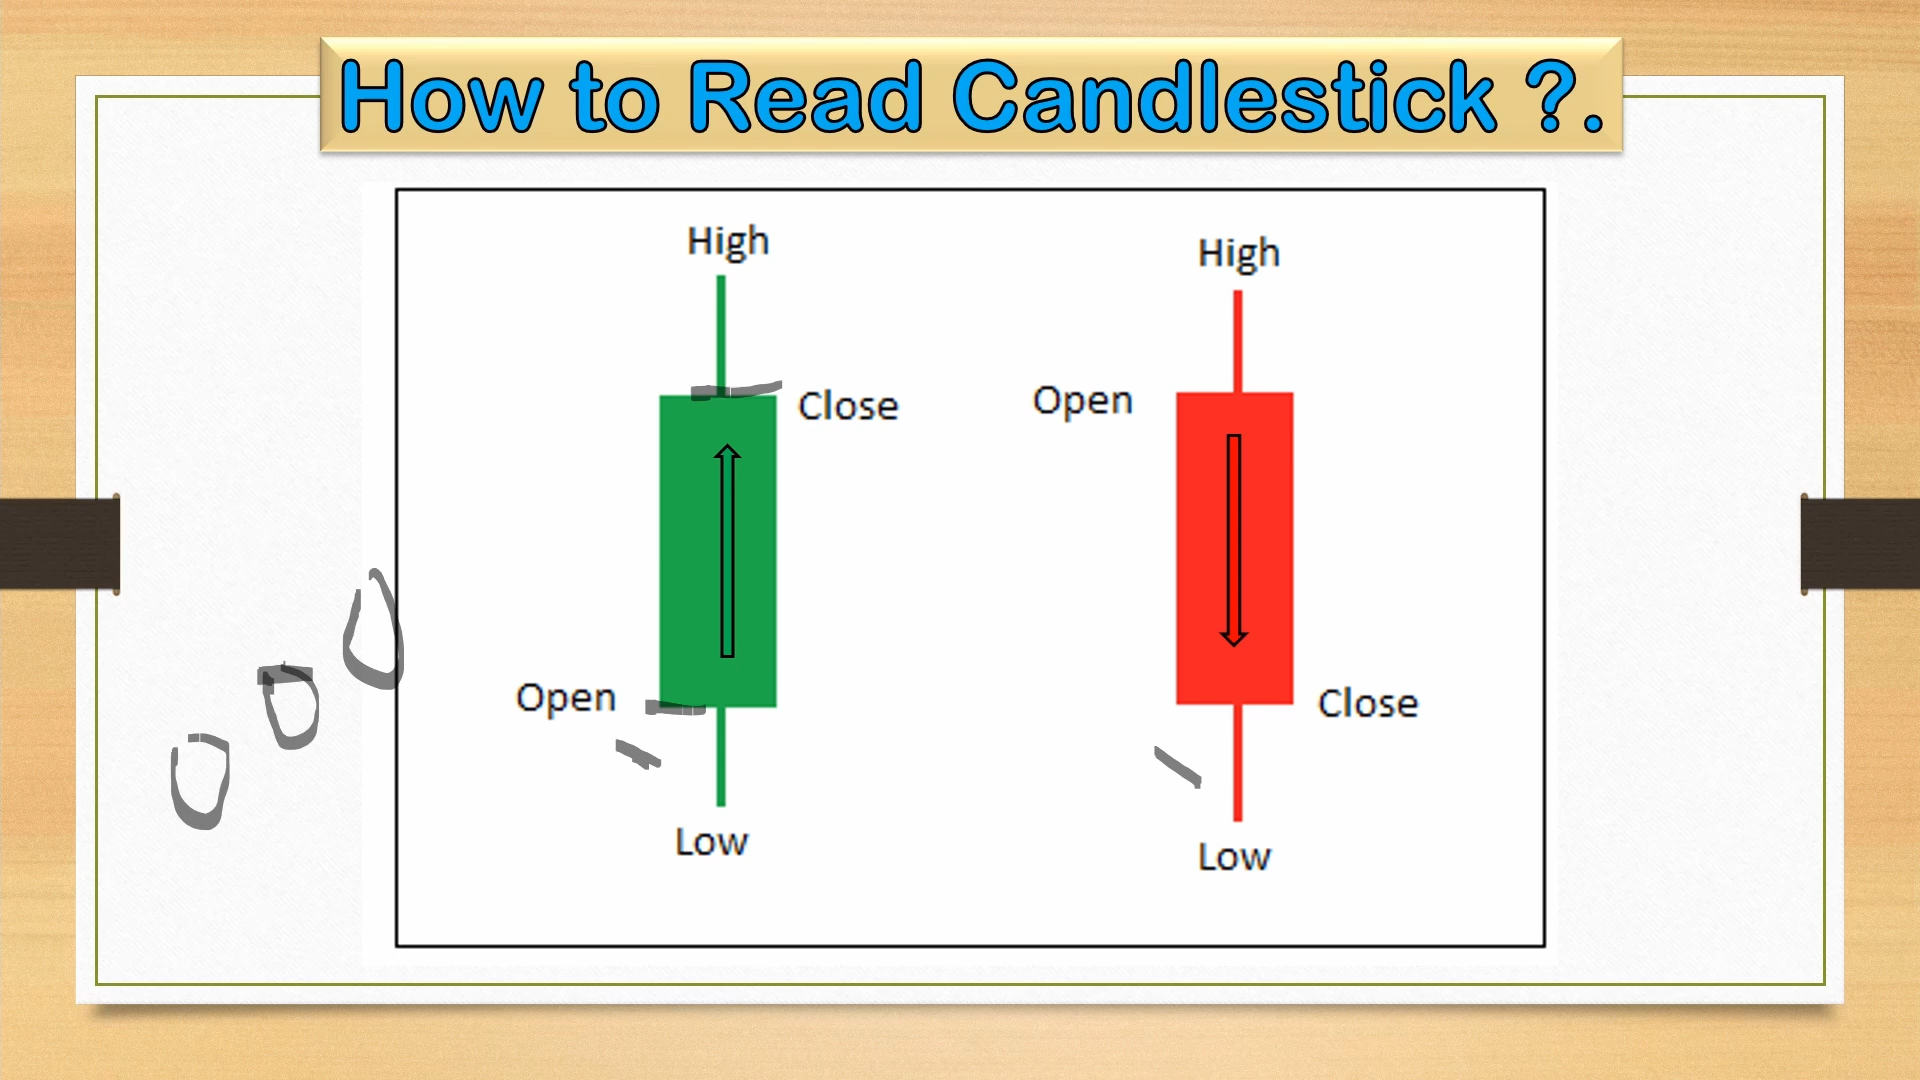 How to Read Candlestick ?.
High
High
Close
Open
Open
Close
Low
Low